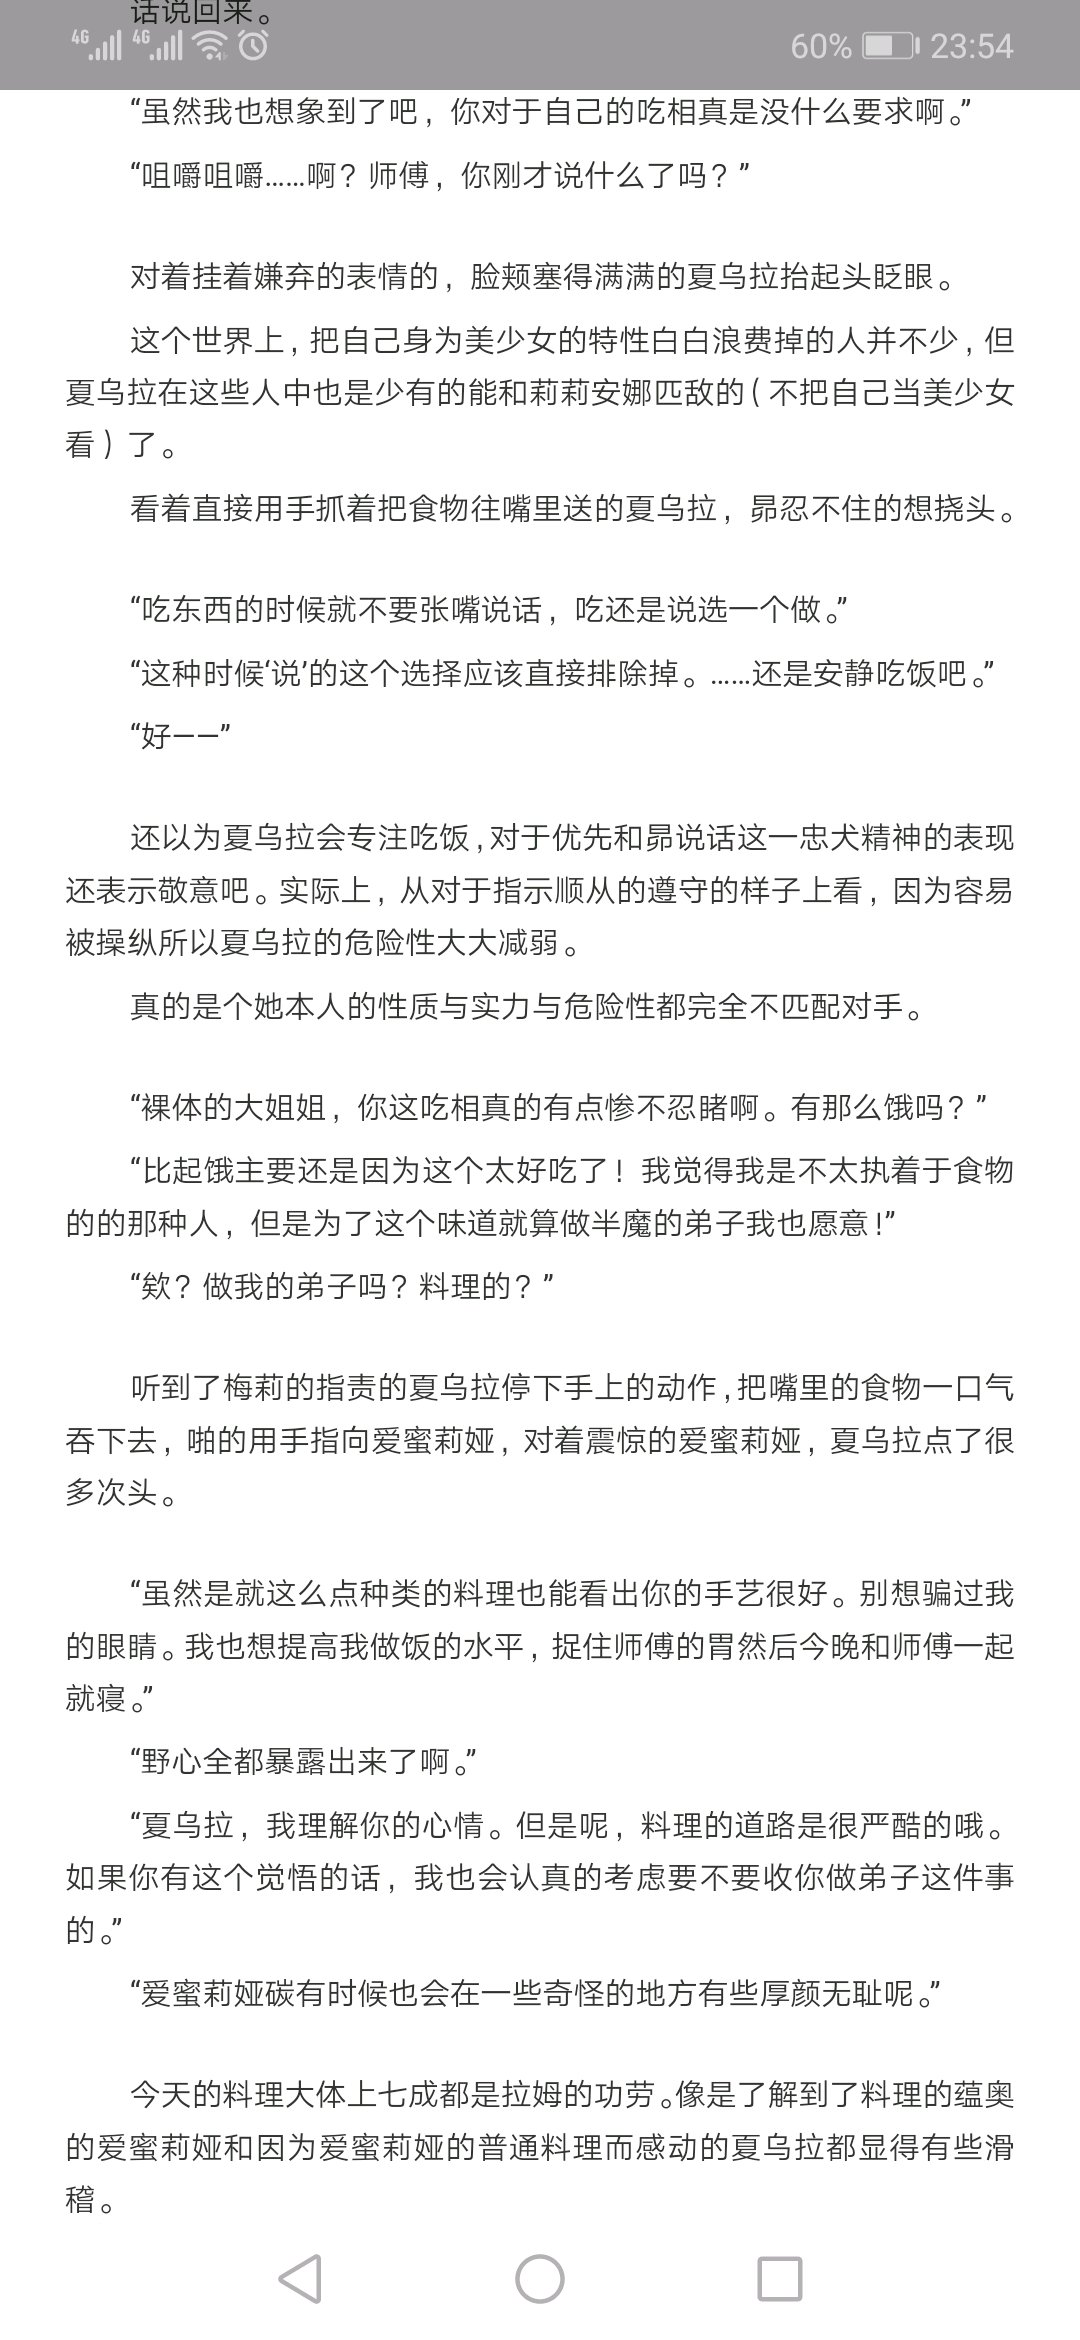 话说回来。
4G 4G 60% 23:54
“虽然我也想象到了吧，你对于自己的吃相真是没什么要求啊。”
“咀嚼咀嚼……啊？师傅，你刚才说什么了吗？”
对着挂着嫌弃的表情的，脸颊塞得满满的夏乌拉抬起头眨眼。
这个世界上，把自己身为美少女的特性白白浪费掉的人并不少，但
夏乌拉在这些人中也是少有的能和莉莉安娜匹敌的（不把自己当美少女
看）了。
看着直接用手抓着把食物往嘴里送的夏乌拉，昴忍不住的想挠头。
“吃东西的时候就不要张嘴说话，吃还是说选一个做。”
“这种时候‘说’的这个选择应该直接排除掉。……还是安静吃饭吧。”
“好——”
还以为夏乌拉会专注吃饭，对于优先和昴说话这一忠犬精神的表现
还表示敬意吧。实际上，从对于指示顺从的遵守的样子上看，因为容易
被操纵所以夏乌拉的危险性大大减弱。
真的是个她本人的性质与实力与危险性都完全不匹配对手。
“裸体的大姐姐，你这吃相真的有点惨不忍睹啊。有那么饿吗？”
“比起饿主要还是因为这个太好吃了！我觉得我是不太执着于食物
的的那种人，但是为了这个味道就算做半魔的弟子我也愿意！”
“欸？做我的弟子吗？料理的？”
听到了梅莉的指责的夏乌拉停下手上的动作，把嘴里的食物一口气
吞下去，啪的用手指向爱蜜莉娅，对着震惊的爱蜜莉娅，夏乌拉点了很
多次头。
“虽然是就这么点种类的料理也能看出你的手艺很好。别想骗过我
的眼睛。我也想提高我做饭的水平，捉住师傅的胃然后今晚和师傅一起
就寝。”
“野心全都暴露出来了啊。”
“夏乌拉，我理解你的心情。但是呢，料理的道路是很严酷的哦。
如果你有这个觉悟的话，我也会认真的考虑要不要收你做弟子这件事
的。”
“爱蜜莉娅碳有时候也会在一些奇怪的地方有些厚颜无耻呢。”
今天的料理大体上七成都是拉姆的功劳。像是了解到了料理的蕴奥
的爱蜜莉娅和因为爱蜜莉娅的普通料理而感动的夏乌拉都显得有些滑
稽。